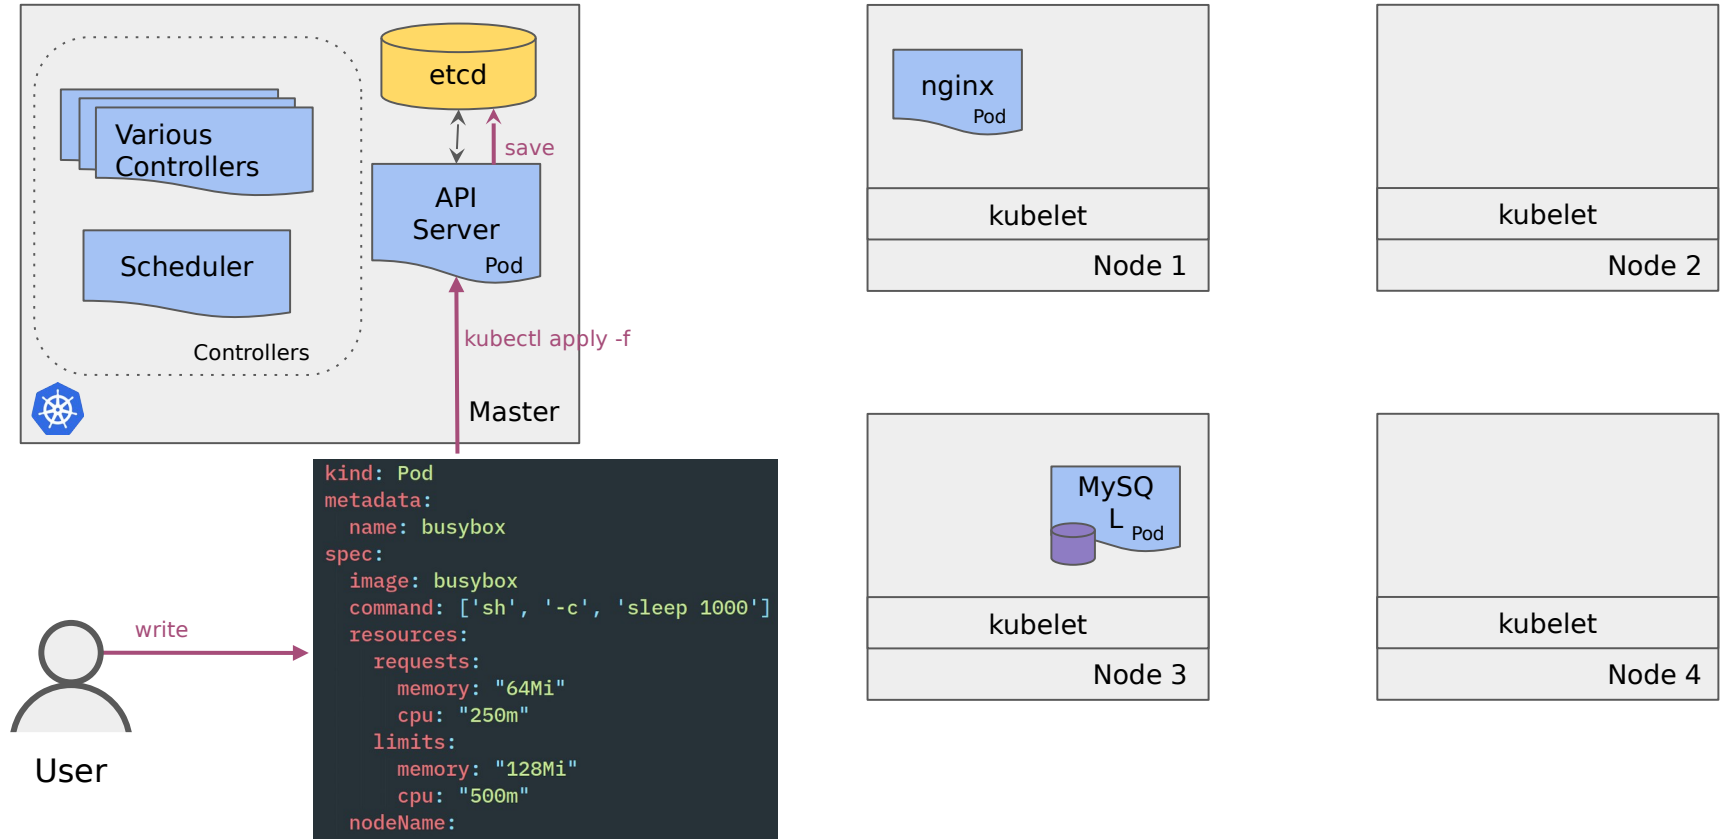 etcd
Various
Controllers
save
API
Server
Pod
Scheduler
Controllers
kubectl apply -f
Master
nginx
Pod
kubelet
Node 1
kubelet
Node 2
MySQ
L
Pod
kubelet
Node 3
kubelet
Node 4
write
User
kind: Pod
metadata:
  name: busybox
spec:
  image: busybox
  command: ['sh', '-c', 'sleep 1000']
  resources:
    requests:
      memory: "64Mi"
      cpu: "250m"
    limits:
      memory: "128Mi"
      cpu: "500m"
  nodeName: